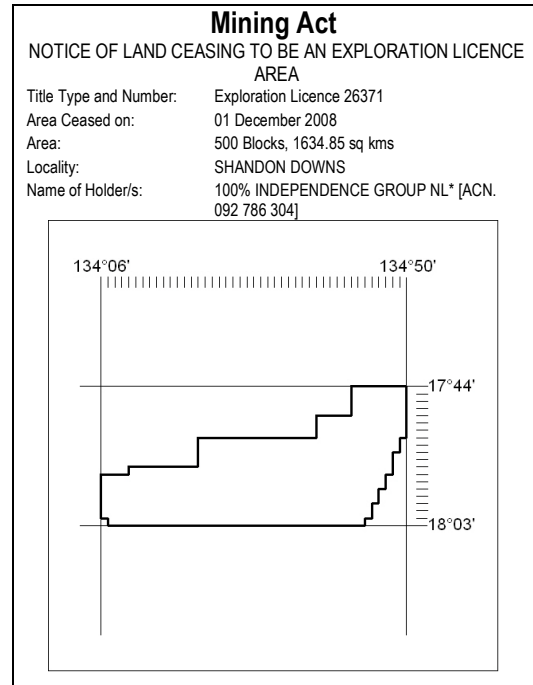 Mining Act
NOTICE OF LAND CEASING TO BE AN EXPLORATION LICENCE
AREA
Title Type and Number: Exploration Licence 26371
Area Ceased on: 01 December 2008
Area: 500 Blocks, 1634.85 sq kms
Locality: SHANDON DOWNS
Name of Holder/s: 100% INDEPENDENCE GROUP NL* [ACN.
092 786 304]
134°06' 134°50'
17°44'
18°03'